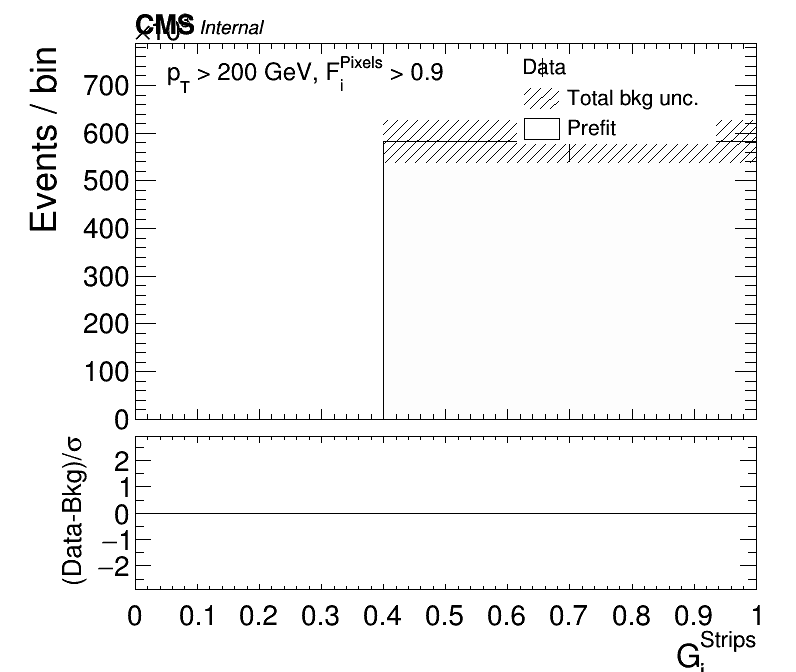 CMS Internal
×10³
p_T > 200 GeV, F_i^Pixels > 0.9
Data
Total bkg unc.
Prefit
Events / bin
700
600
500
400
300
200
100
0
(Data-Bkg)/σ
2
1
0
−1
−2
0 0.1 0.2 0.3 0.4 0.5 0.6 0.7 0.8 0.9 1
G_i^Strips